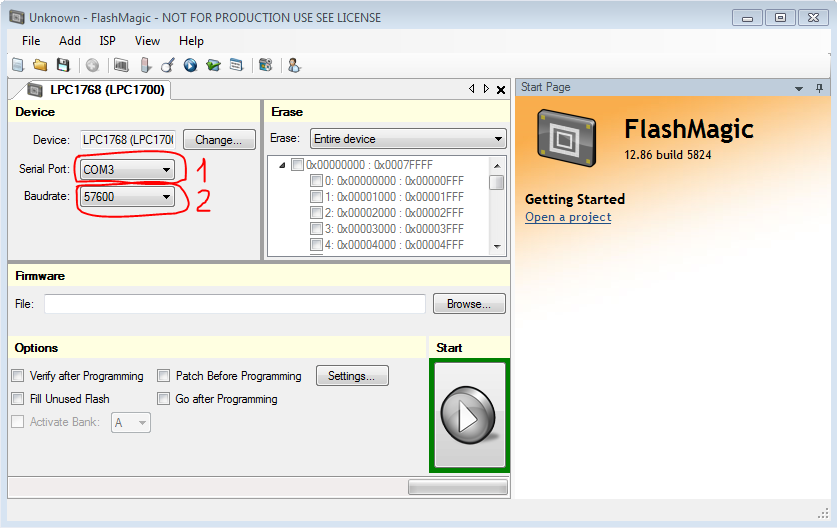 Unknown - FlashMagic - NOT FOR PRODUCTION USE SEE LICENSE
File Add ISP View Help
LPC1768 (LPC1700)
Start Page
Device
Erase
Device: LPC1768 (LPC170 Change...
Erase: Entire device
Serial Port: COM3 1
Baudrate: 57600 2
0x00000000 : 0x0007FFFF
0: 0x00000000 : 0x00000FFF
1: 0x00001000 : 0x00001FFF
2: 0x00002000 : 0x00002FFF
3: 0x00003000 : 0x00003FFF
4: 0x00004000 : 0x00004FFF
FlashMagic
12.86 build 5824
Getting Started
Open a project
Firmware
File: Browse...
Options
Start
Verify after Programming Patch Before Programming Settings...
Fill Unused Flash Go after Programming
Activate Bank: A